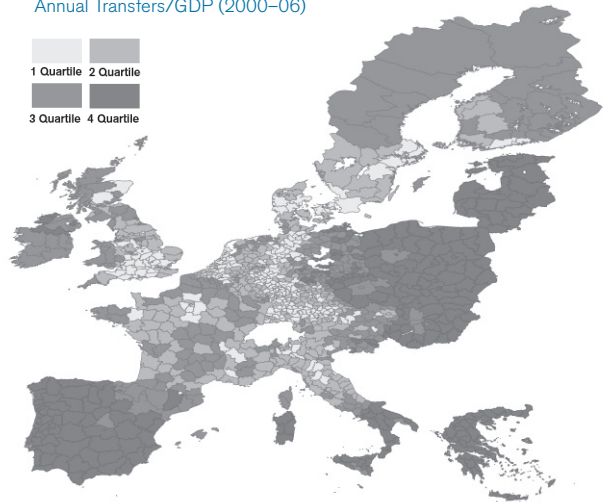 Annual Transfers/GDP (2000–06)
1 Quartile 2 Quartile
3 Quartile 4 Quartile